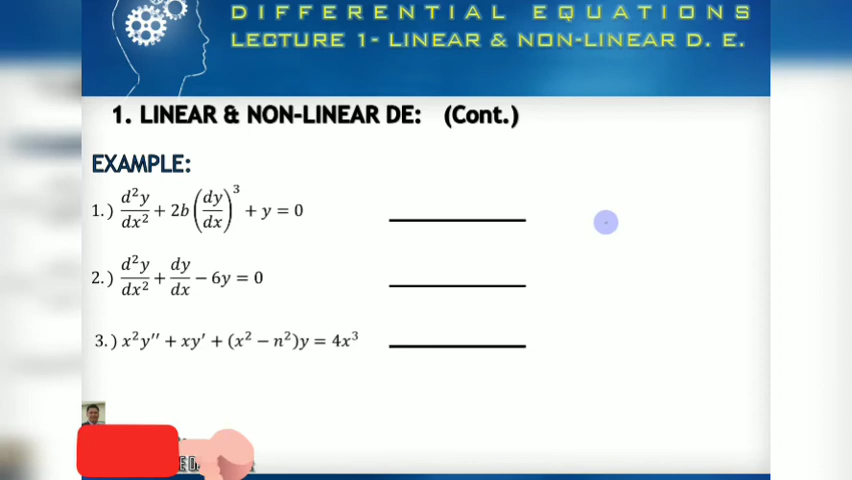 DIFFERENTIAL EQUATIONS
LECTURE 1- LINEAR & NON-LINEAR D. E.
1. LINEAR & NON-LINEAR DE: (Cont.)
EXAMPLE:
1.) d²y/dx² + 2b (dy/dx)³ + y = 0
2.) d²y/dx² + dy/dx − 6y = 0
3.) x²y′′ + xy′ + (x² − n²)y = 4x³